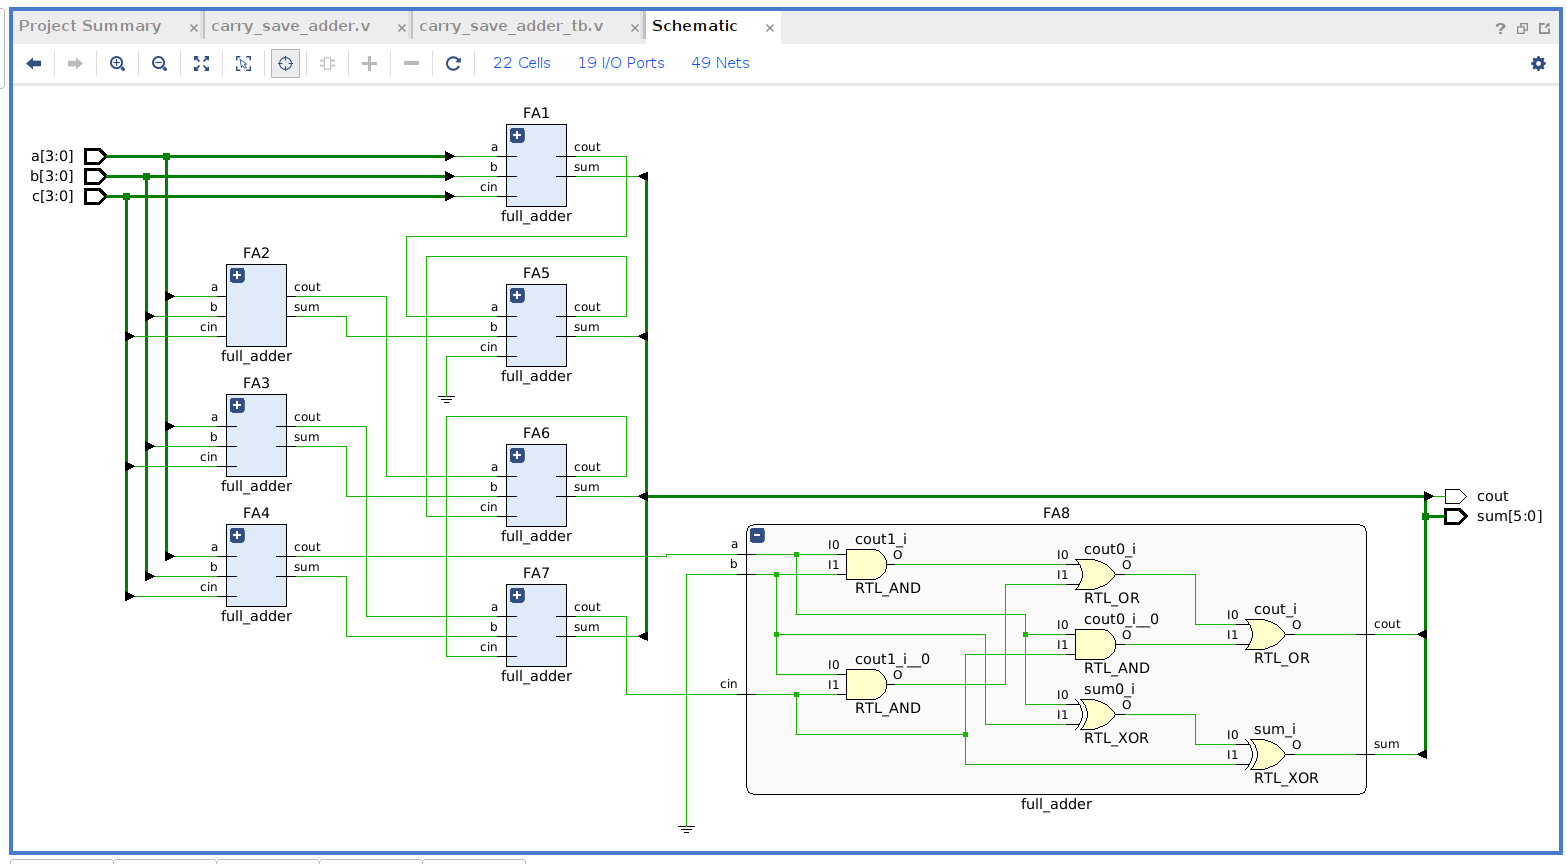 Project Summary × carry_save_adder.v × carry_save_adder_tb.v × Schematic × ?
22 Cells 19 I/O Ports 49 Nets
FA1
a[3:0] a cout
b[3:0] b sum
c[3:0] cin
full_adder
FA2
a cout
b sum
cin
full_adder
FA5
a cout
b sum
cin
full_adder
FA3
a cout
b sum
cin
full_adder
FA6
a cout
b sum
cin
full_adder
cout
sum[5:0]
FA4
a cout
b sum
cin
full_adder
FA7
a cout
b sum
cin
full_adder
FA8
a
b
cin
cout1_i
I0 O
I1
RTL_AND
cout0_i
I0 O
I1
RTL_OR
cout_i
I0 O
I1
RTL_OR
cout
cout0_i__0
I0 O
I1
RTL_AND
cout1_i__0
I0 O
I1
RTL_AND
sum0_i
I0 O
I1
RTL_XOR
sum_i
I0 O
I1
RTL_XOR
sum
full_adder